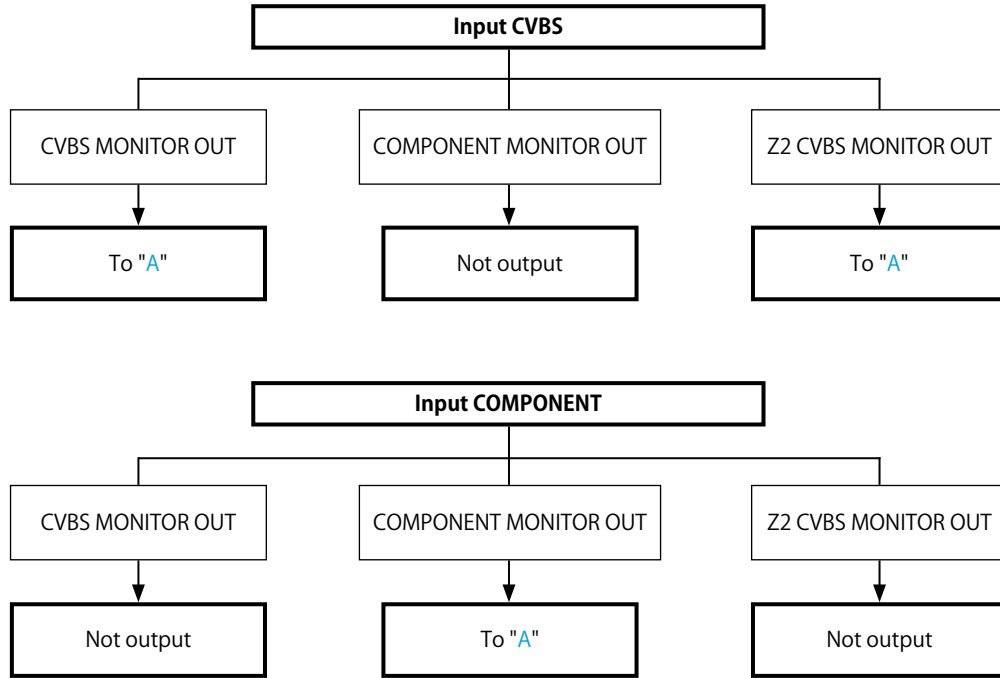 Input CVBS
CVBS MONITOR OUT
COMPONENT MONITOR OUT
Z2 CVBS MONITOR OUT
To "A"
Not output
To "A"
Input COMPONENT
CVBS MONITOR OUT
COMPONENT MONITOR OUT
Z2 CVBS MONITOR OUT
Not output
To "A"
Not output